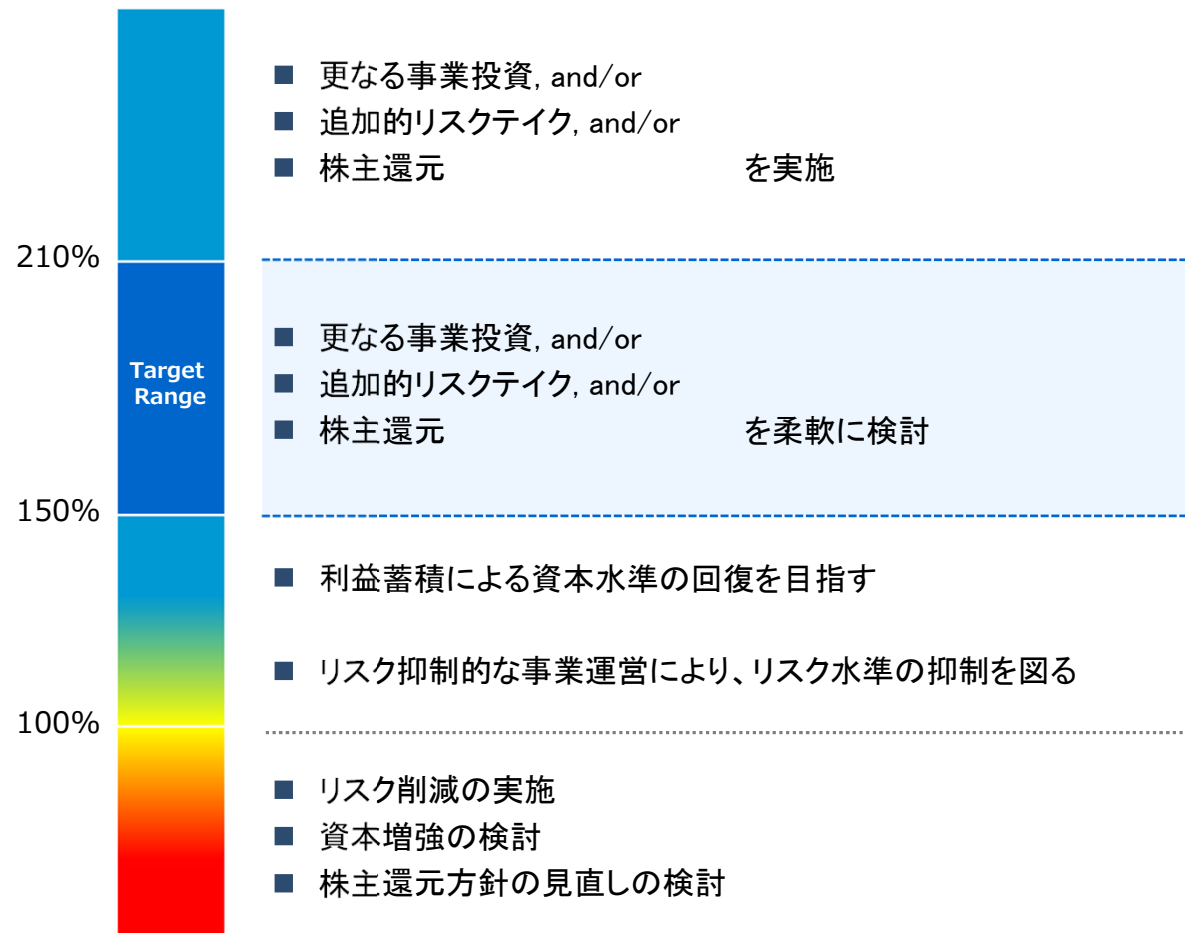 ■ 更なる事業投資, and/or
■ 追加的リスクテイク, and/or
■ 株主還元 を実施
210%
Target
Range
■ 更なる事業投資, and/or
■ 追加的リスクテイク, and/or
■ 株主還元 を柔軟に検討
150%
■ 利益蓄積による資本水準の回復を目指す
■ リスク抑制的な事業運営により、リスク水準の抑制を図る
100%
■ リスク削減の実施
■ 資本増強の検討
■ 株主還元方針の見直しの検討